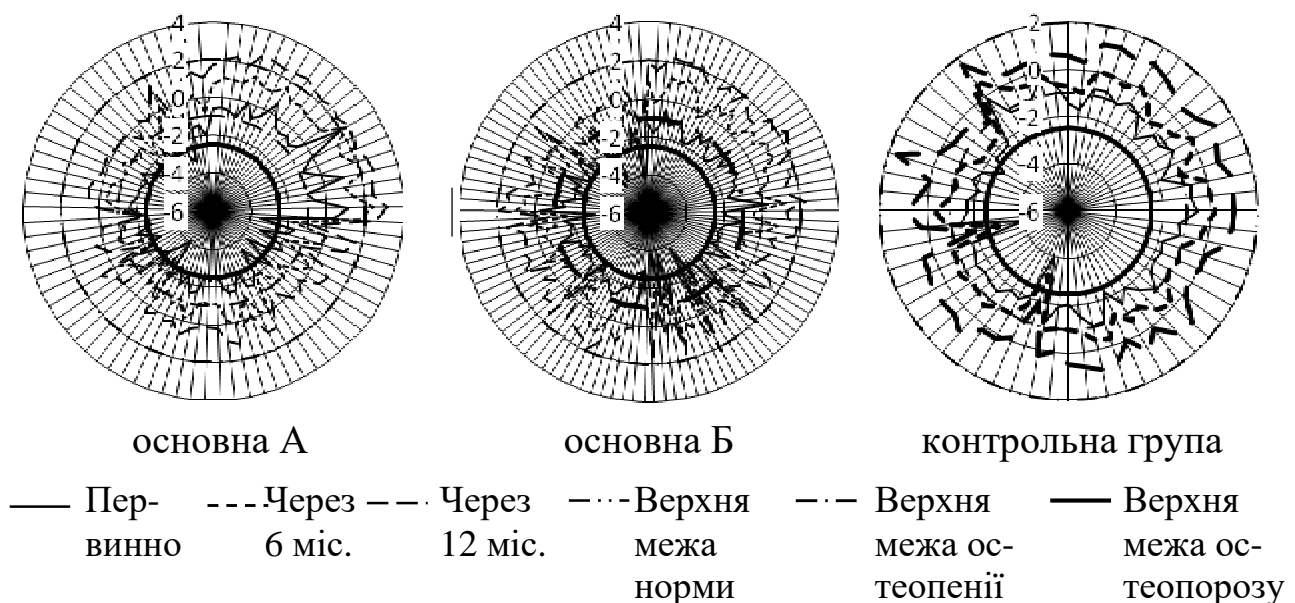 4
2
0
-2
-4
-6
4
2
0
-2
-4
-6
2
0
-2
-4
-6
основна А
основна Б
контрольна група
Пер-
винно
Через
6 міс.
Через
12 міс.
Верхня
межа
норми
Верхня
межа ос-
теопенії
Верхня
межа ос-
теопорозу